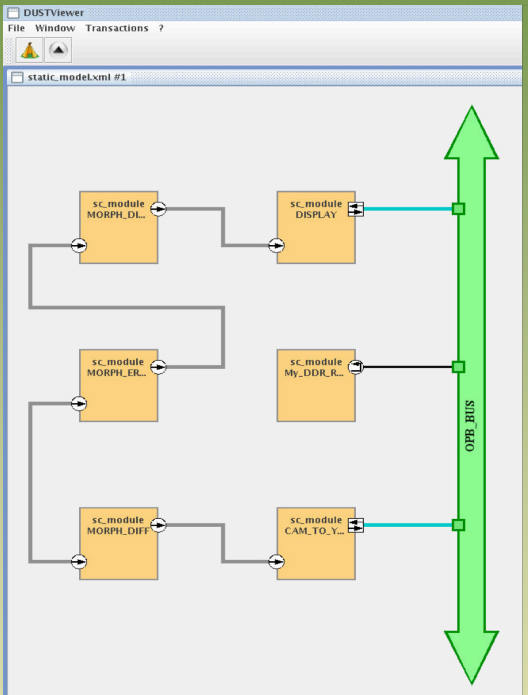 DUSTViewer
File Window Transactions ?
static_model.xml #1
sc_module
MORPH_DI...
sc_module
DISPLAY
sc_module
MORPH_ER...
sc_module
My_DDR_R...
OPB_BUS
sc_module
MORPH_DIFF
sc_module
CAM_TO_Y...